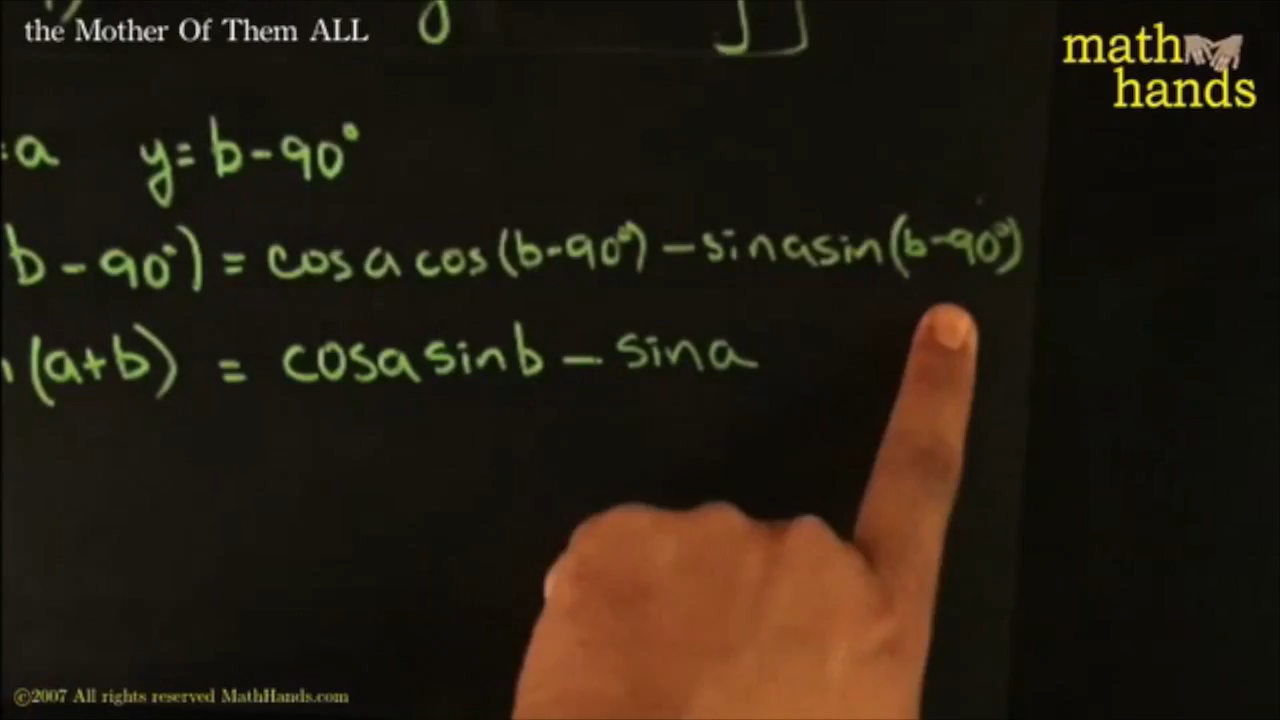 the Mother Of Them ALL
math
hands
=a y=b-90°
b-90°) = cos a cos(b-90°) - sin a sin(b-90°)
(a+b) = cos a sin b - sin a
©2007 All rights reserved MathHands.com